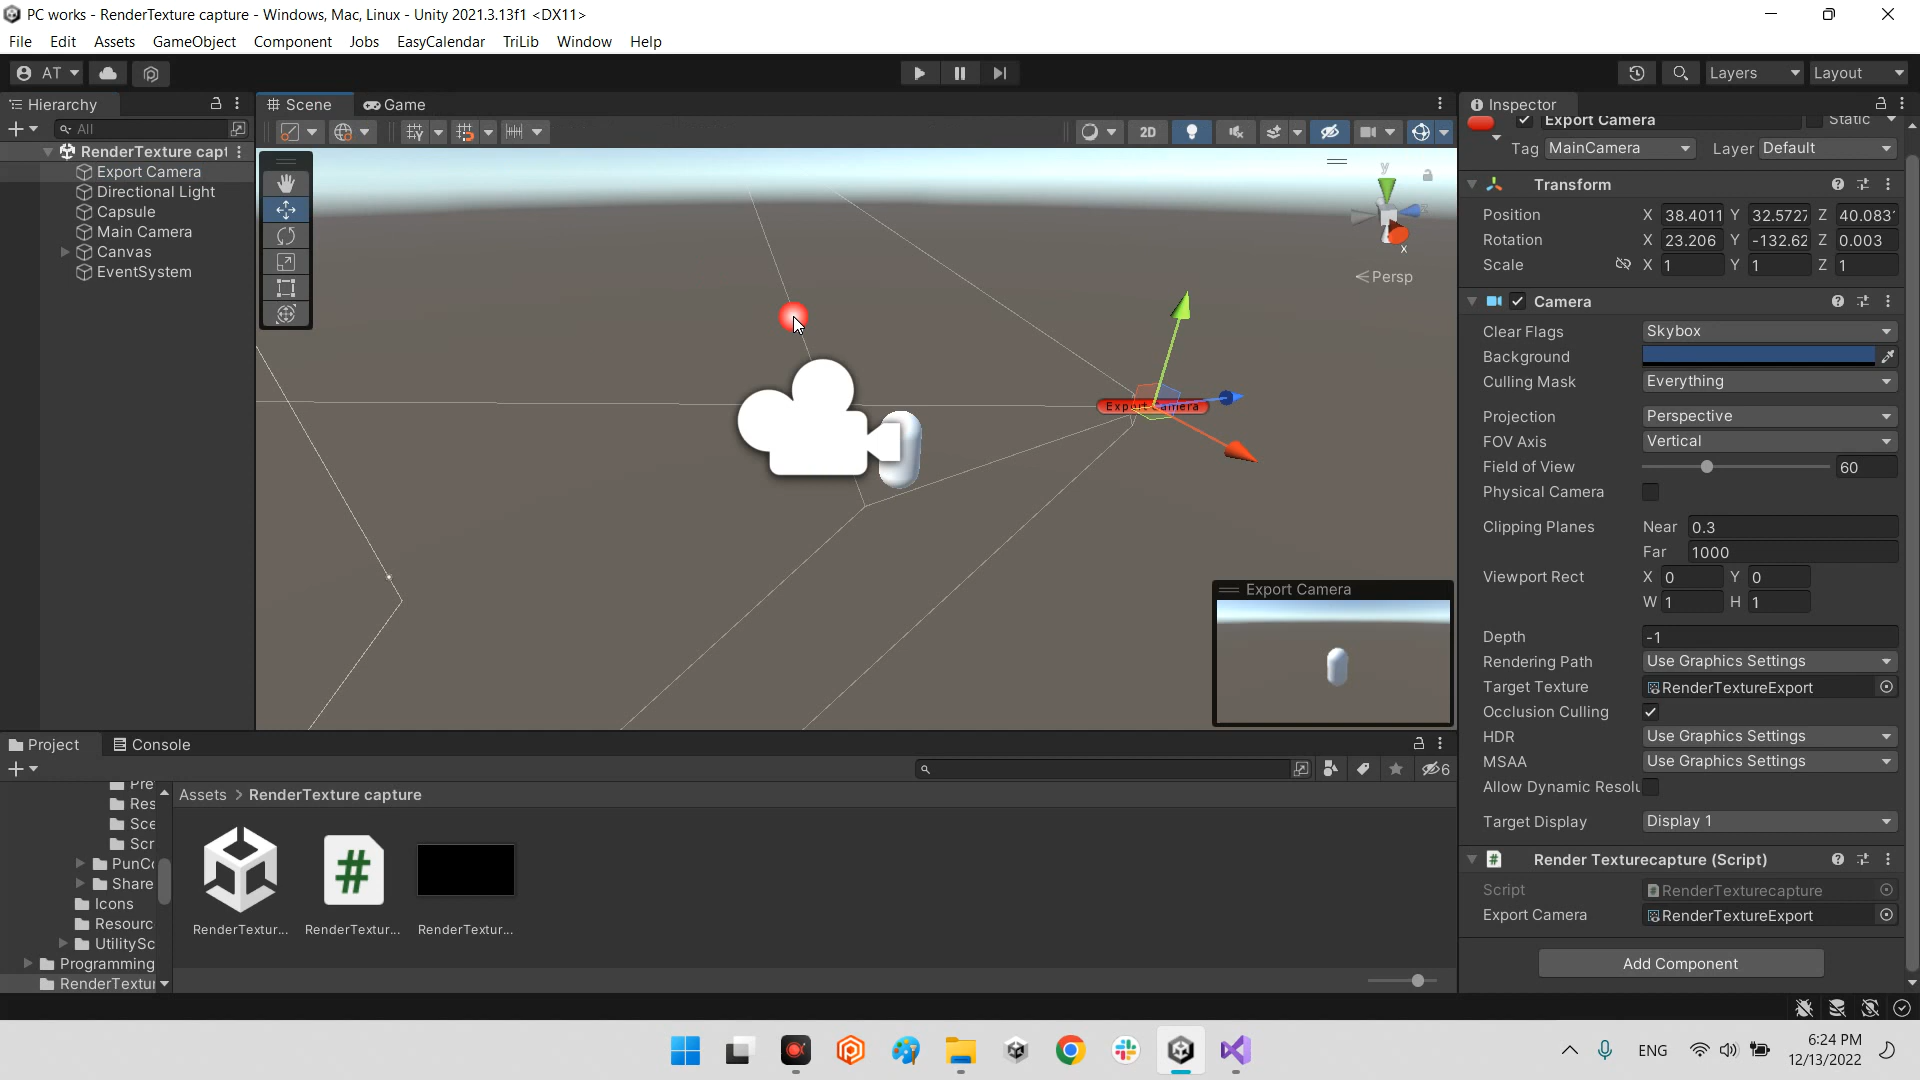 PC works - RenderTexture capture - Windows, Mac, Linux - Unity 2021.3.13f1 <DX11>
File Edit Assets GameObject Component Jobs EasyCalendar TriLib Window Help
AT Layers Layout
Hierarchy
All
RenderTexture capt
Export Camera
Directional Light
Capsule
Main Camera
Canvas
EventSystem
Scene Game
2D
y
x
Persp
Export Camera
Export Camera
Inspector
Export Camera Static
Tag MainCamera Layer Default
Transform
Position X 38.4011 Y 32.5727 Z 40.083
Rotation X 23.206 Y -132.62 Z 0.003
Scale X 1 Y 1 Z 1
Camera
Clear Flags Skybox
Background
Culling Mask Everything
Projection Perspective
FOV Axis Vertical
Field of View 60
Physical Camera
Clipping Planes Near 0.3
Far 1000
Viewport Rect X 0 Y 0
W 1 H 1
Depth -1
Rendering Path Use Graphics Settings
Target Texture RenderTextureExport
Occlusion Culling
HDR Use Graphics Settings
MSAA Use Graphics Settings
Allow Dynamic Resolu
Target Display Display 1
Render Texturecapture (Script)
Script RenderTexturecapture
Export Camera RenderTextureExport
Add Component
Project Console
6
Pre
Res
Sce
Scr
PunCo
Share
Icons
Resourc
UtilitySc
Programming
RenderTextur
Assets > RenderTexture capture
RenderTextur... RenderTextur... RenderTextur...
ENG
6:24 PM
12/13/2022